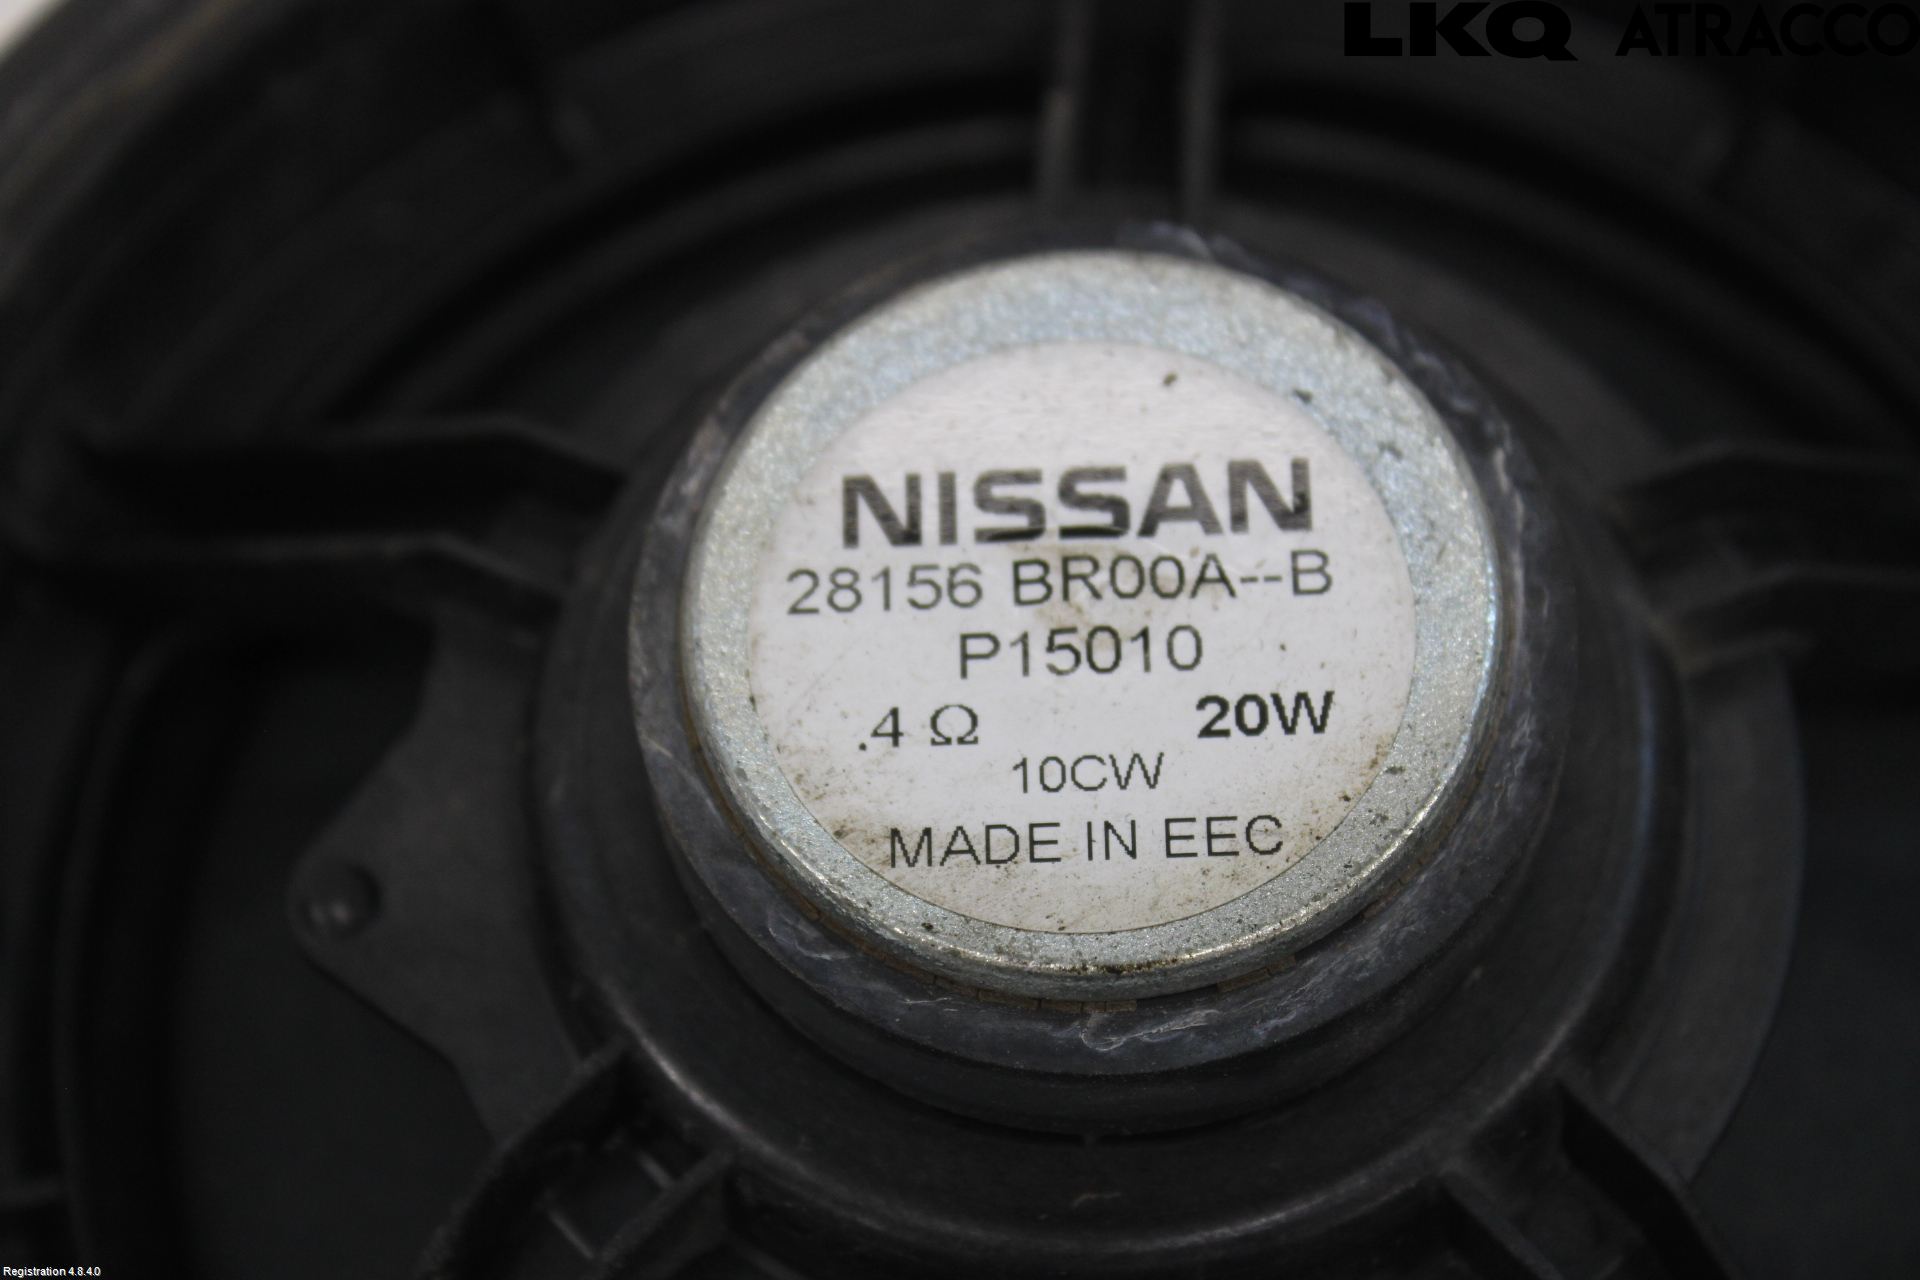 LKQ ATRACCO
NISSAN
28156 BR00A--B
P15010
.4 Ω 20W
10CW
MADE IN EEC
Registration 4.8.4.0